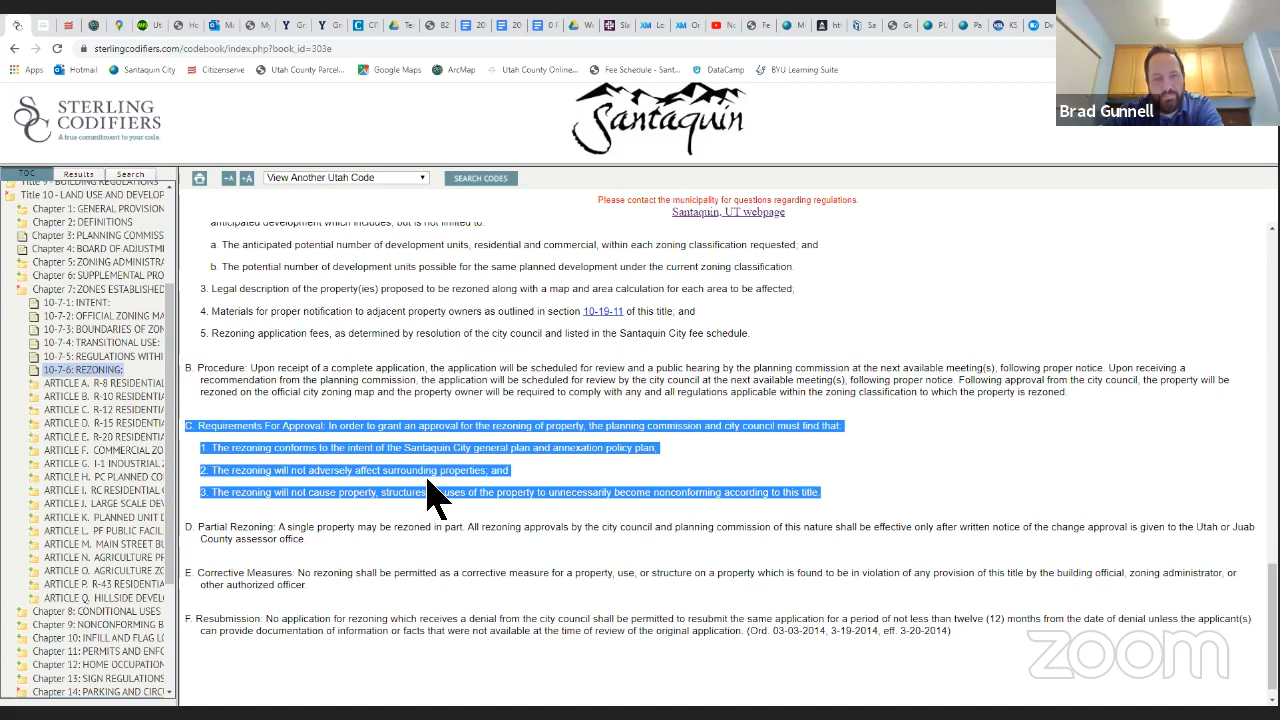 sterlingcodifiers.com/codebook/index.php?book_id=303e
Apps
Hotmail
Santaquin City
Citizenserve
Utah County Parcel...
Google Maps
ArcMap
Utah County Online...
Fee Schedule - Sant...
DataCamp
BYU Learning Suite
Brad Gunnell
STERLING
CODIFIERS
A true commitment to your code.
Santaquin
TOC
Results
Search
View Another Utah Code
SEARCH CODES
Please contact the municipality for questions regarding regulations.
Santaquin, UT webpage
Title 9 - BUILDING REGULATIONS
Title 10 - LAND USE AND DEVELOP
Chapter 1: GENERAL PROVISION
Chapter 2: DEFINITIONS
Chapter 3: PLANNING COMMISS
Chapter 4: BOARD OF ADJUSTM
Chapter 5: ZONING ADMINISTRA
Chapter 6: SUPPLEMENTAL PRO
Chapter 7: ZONES ESTABLISHED
10-7-1: INTENT:
10-7-2: OFFICIAL ZONING MA
10-7-3: BOUNDARIES OF ZON
10-7-4: TRANSITIONAL USE:
10-7-5: REGULATIONS WITHI
10-7-6: REZONING:
ARTICLE A. R-8 RESIDENTIAL
ARTICLE B. R-10 RESIDENTIA
ARTICLE C. R-12 RESIDENTIA
ARTICLE D. R-15 RESIDENTIA
ARTICLE E. R-20 RESIDENTIA
ARTICLE F. COMMERCIAL ZO
ARTICLE G. I-1 INDUSTRIAL Z
ARTICLE H. PC PLANNED COM
ARTICLE I. RC RESIDENTIAL C
ARTICLE J. LARGE SCALE DEV
ARTICLE K. PLANNED UNIT D
ARTICLE L. PF PUBLIC FACIL
ARTICLE M. MAIN STREET BU
ARTICLE N. AGRICULTURE PR
ARTICLE O. AGRICULTURE ZO
ARTICLE P. R-43 RESIDENTIA
ARTICLE Q. HILLSIDE DEVELO
Chapter 8: CONDITIONAL USES
Chapter 9: NONCONFORMING B
Chapter 10: INFILL AND FLAG LO
Chapter 11: PERMITS AND ENFO
Chapter 12: HOME OCCUPATION
Chapter 13: SIGN REGULATIONS
Chapter 14: PARKING AND CIRC
anticipated development which includes, but is not limited to:
a. The anticipated potential number of development units, residential and commercial, within each zoning classification requested; and
b. The potential number of development units possible for the same planned development under the current zoning classification.
3. Legal description of the property(ies) proposed to be rezoned along with a map and area calculation for each area to be affected;
4. Materials for proper notification to adjacent property owners as outlined in section 10-19-11 of this title; and
5. Rezoning application fees, as determined by resolution of the city council and listed in the Santaquin City fee schedule.
B. Procedure: Upon receipt of a complete application, the application will be scheduled for review and a public hearing by the planning commission at the next available meeting(s), following proper notice. Upon receiving a
recommendation from the planning commission, the application will be scheduled for review by the city council at the next available meeting(s), following proper notice. Following approval from the city council, the property will be
rezoned on the official city zoning map and the property owner will be required to comply with any and all regulations applicable within the zoning classification to which the property is rezoned.
C. Requirements For Approval: In order to grant an approval for the rezoning of property, the planning commission and city council must find that:
1. The rezoning conforms to the intent of the Santaquin City general plan and annexation policy plan;
2. The rezoning will not adversely affect surrounding properties; and
3. The rezoning will not cause property, structures uses of the property to unnecessarily become nonconforming according to this title.
D. Partial Rezoning: A single property may be rezoned in part. All rezoning approvals by the city council and planning commission of this nature shall be effective only after written notice of the change approval is given to the Utah or Juab
County assessor office.
E. Corrective Measures: No rezoning shall be permitted as a corrective measure for a property, use, or structure on a property which is found to be in violation of any provision of this title by the building official, zoning administrator, or
other authorized officer.
F. Resubmission: No application for rezoning which receives a denial from the city council shall be permitted to resubmit the same application for a period of not less than twelve (12) months from the date of denial unless the applicant(s)
can provide documentation of information or facts that were not available at the time of review of the original application. (Ord. 03-03-2014, 3-19-2014, eff. 3-20-2014)
zoom